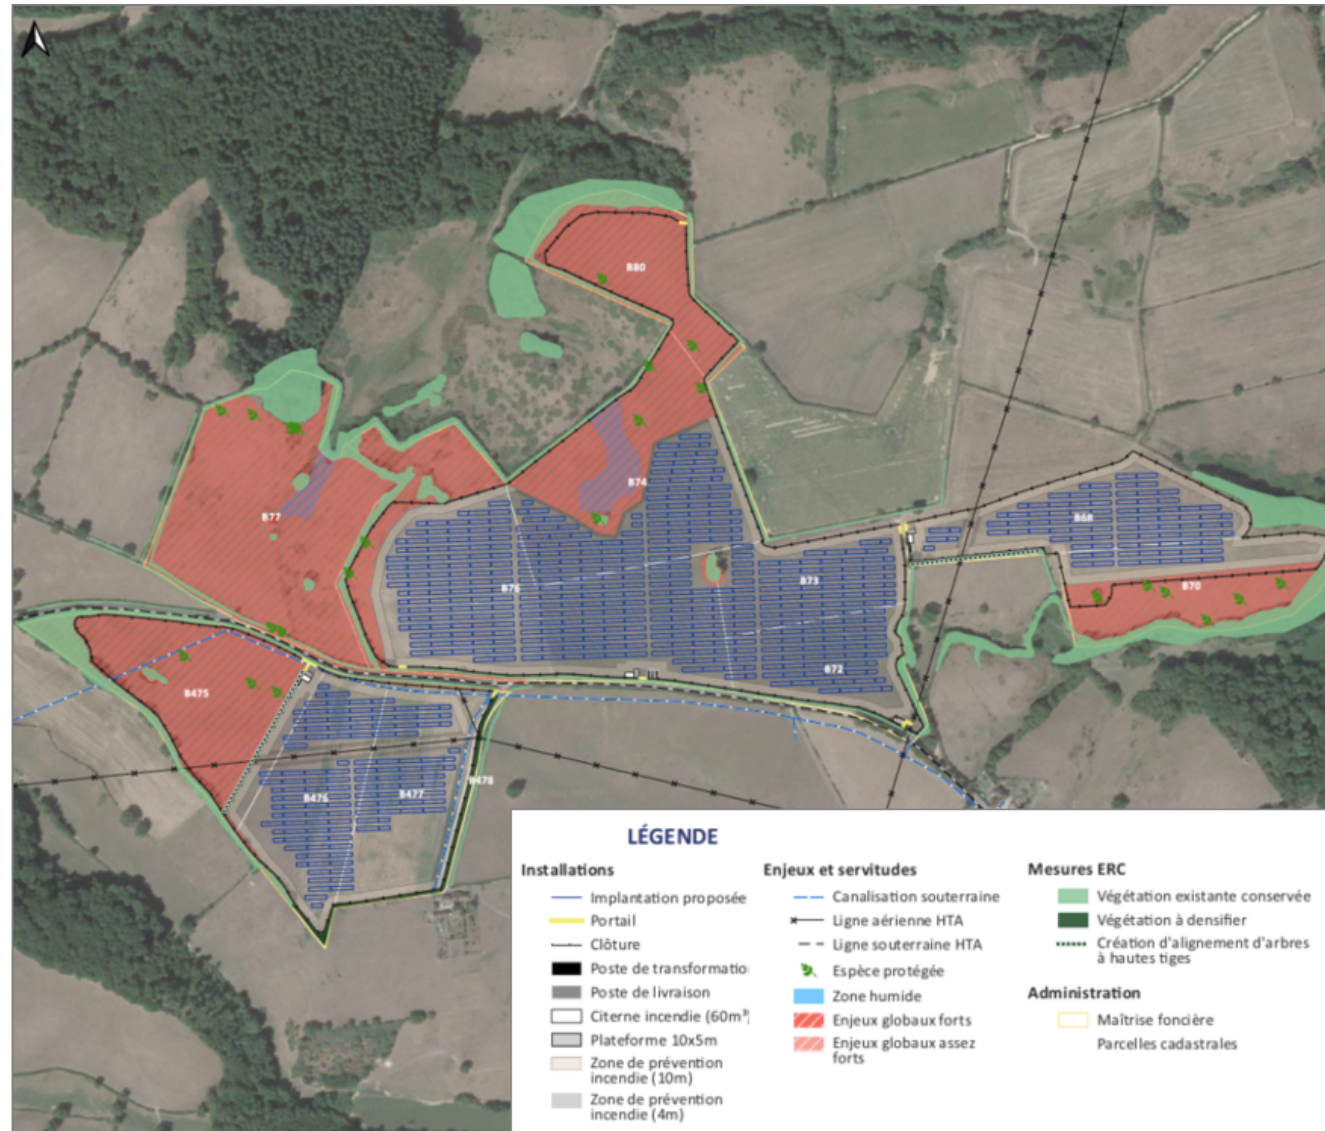 B80
B74
B77
B68
B70
B73
B76
B72
B475
B478
B476
B477
LÉGENDE
Installations
Implantation proposée
Portail
Clôture
Poste de transformatio
Poste de livraison
Citerne incendie (60m³)
Plateforme 10x5m
Zone de prévention
incendie (10m)
Zone de prévention
incendie (4m)
Enjeux et servitudes
Canalisation souterraine
Ligne aérienne HTA
Ligne souterraine HTA
Espèce protégée
Zone humide
Enjeux globaux forts
Enjeux globaux assez
forts
Mesures ERC
Végétation existante conservée
Végétation à densifier
Création d'alignement d'arbres
à hautes tiges
Administration
Maîtrise foncière
Parcelles cadastrales